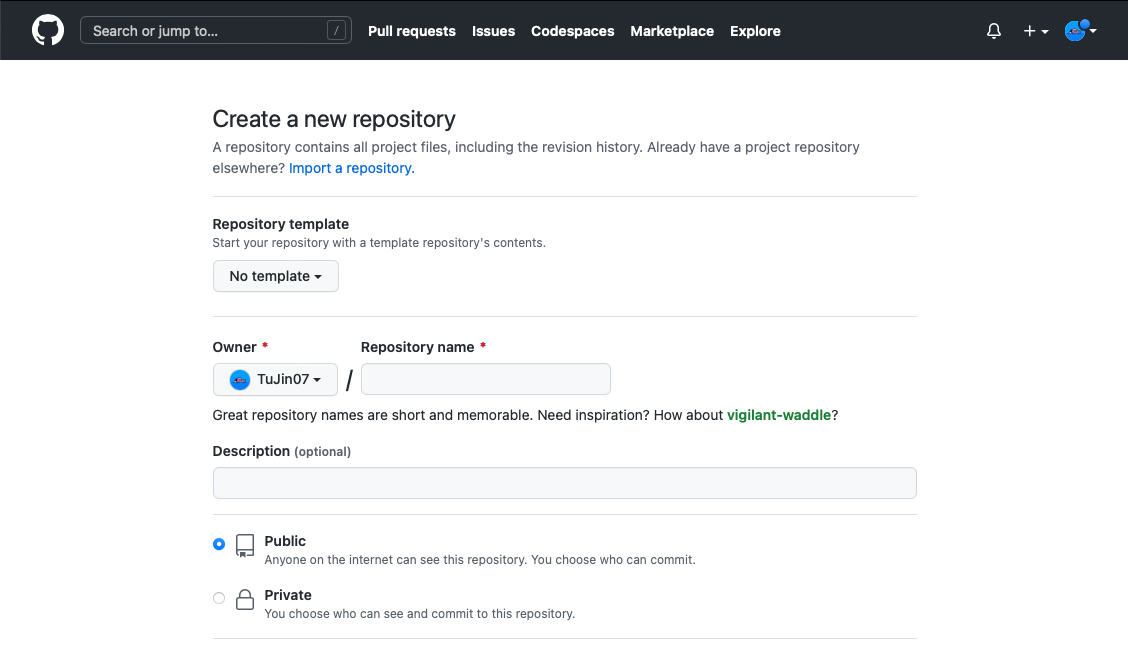 Search or jump to... / Pull requests Issues Codespaces Marketplace Explore
Create a new repository
A repository contains all project files, including the revision history. Already have a project repository
elsewhere? Import a repository.
Repository template
Start your repository with a template repository's contents.
No template
Owner * Repository name *
TuJin07 /
Great repository names are short and memorable. Need inspiration? How about vigilant-waddle?
Description (optional)
Public
Anyone on the internet can see this repository. You choose who can commit.
Private
You choose who can see and commit to this repository.